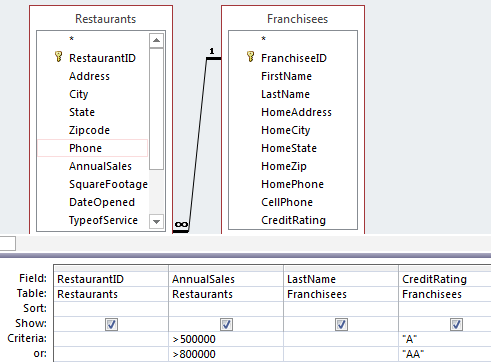 Restaurants
*
RestaurantID
Address
City
State
Zipcode
Phone
AnnualSales
SquareFootage
DateOpened
TypeofService
1
∞
Franchisees
*
FranchiseeID
FirstName
LastName
HomeAddress
HomeCity
HomeState
HomeZip
HomePhone
CellPhone
CreditRating
Field: RestaurantID AnnualSales LastName CreditRating
Table: Restaurants Restaurants Franchisees Franchisees
Sort:
Show:
Criteria: >500000 "A"
or: >800000 "AA"